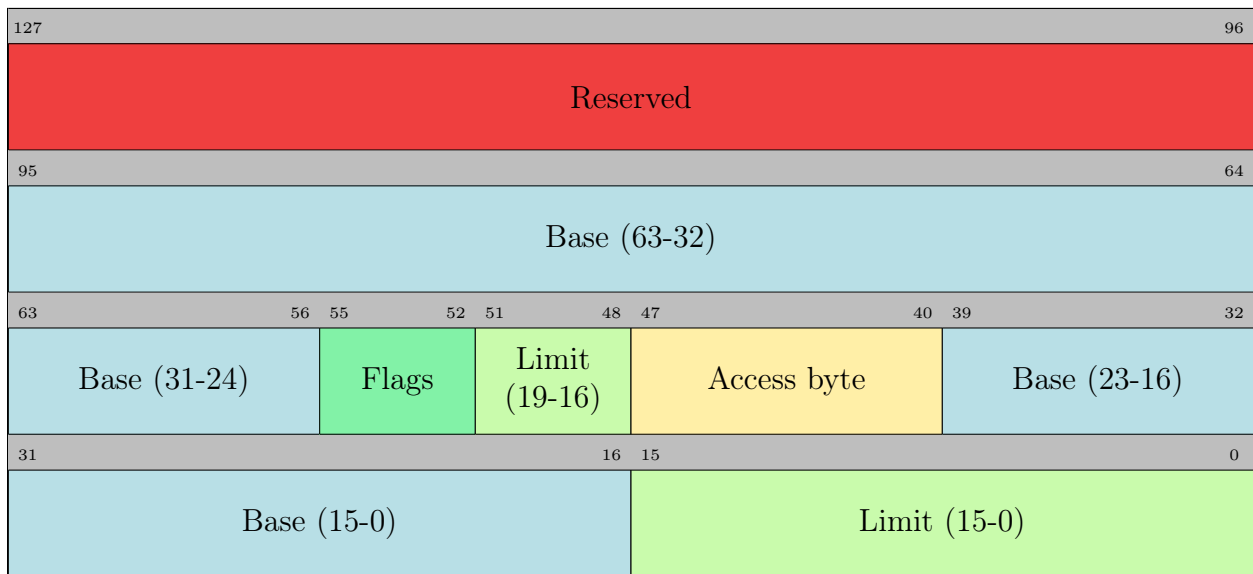 127 96
Reserved
95 64
Base (63-32)
63 56 55 52 51 48 47 40 39 32
Base (31-24) Flags Limit (19-16) Access byte Base (23-16)
31 16 15 0
Base (15-0) Limit (15-0)